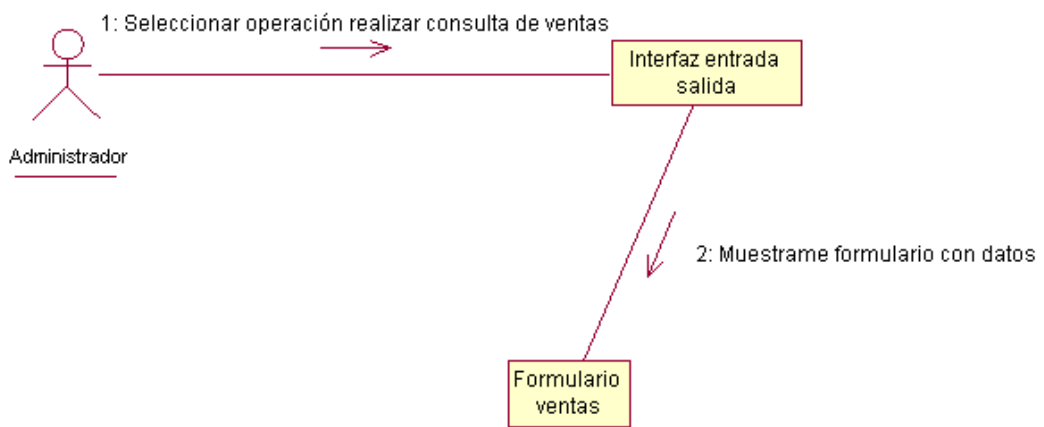 1: Seleccionar operación realizar consulta de ventas
Interfaz entrada
salida
Administrador
2: Muestrame formulario con datos
Formulario
ventas